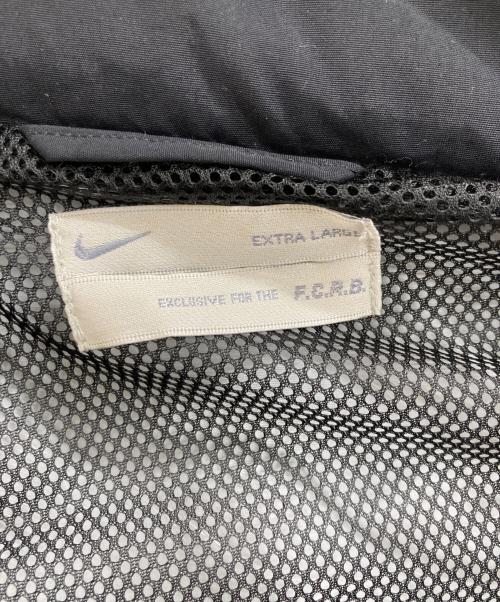 EXTRA LARGE
EXCLUSIVE FOR THE F.C.R.B.